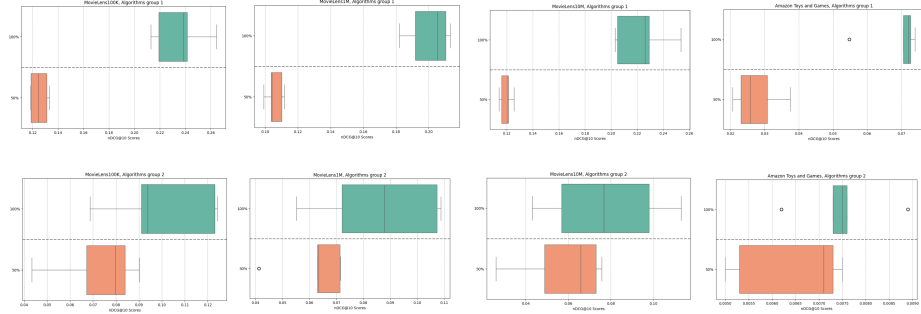 MovieLens100K, Algorithms group 1
100%
50%
0.12 0.14 0.16 0.18 0.20 0.22 0.24 0.26
nDCG@10 Scores
MovieLens1M, Algorithms group 1
100%
50%
0.10 0.12 0.14 0.16 0.18 0.20
nDCG@10 Scores
MovieLens10M, Algorithms group 1
100%
50%
0.12 0.14 0.16 0.18 0.20 0.22 0.24 0.26
nDCG@10 Scores
Amazon Toys and Games, Algorithms group 1
100%
50%
0.02 0.03 0.04 0.05 0.06 0.07
nDCG@10 Scores
MovieLens100K, Algorithms group 2
100%
50%
0.04 0.05 0.06 0.07 0.08 0.09 0.10 0.11 0.12
nDCG@10 Scores
MovieLens1M, Algorithms group 2
100%
50%
0.04 0.05 0.06 0.07 0.08 0.09 0.10 0.11
nDCG@10 Scores
MovieLens10M, Algorithms group 2
100%
50%
0.04 0.06 0.08 0.10
nDCG@10 Scores
Amazon Toys and Games, Algorithms group 2
100%
50%
0.0050 0.0055 0.0060 0.0065 0.0070 0.0075 0.0080 0.0085 0.0090
nDCG@10 Scores